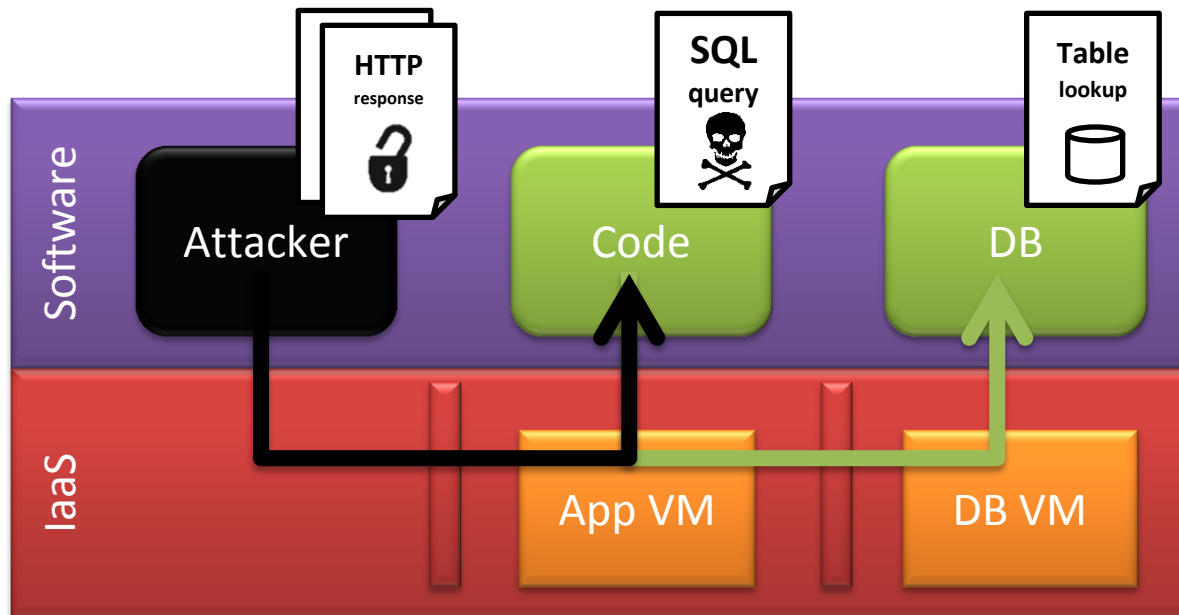 HTTP
response
SQL
query
Table
lookup
Software
Attacker
Code
DB
IaaS
App VM
DB VM